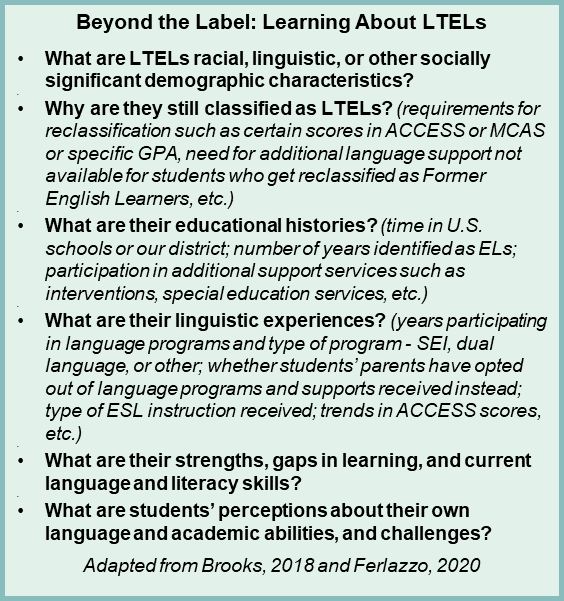 Beyond the Label: Learning About LTELs
• What are LTELs racial, linguistic, or other socially
significant demographic characteristics?
• Why are they still classified as LTELs? (requirements for
reclassification such as certain scores in ACCESS or MCAS
or specific GPA, need for additional language support not
available for students who get reclassified as Former
English Learners, etc.)
• What are their educational histories? (time in U.S.
schools or our district; number of years identified as ELs;
participation in additional support services such as
interventions, special education services, etc.)
• What are their linguistic experiences? (years participating
in language programs and type of program - SEI, dual
language, or other; whether students’ parents have opted
out of language programs and supports received instead;
type of ESL instruction received; trends in ACCESS scores,
etc.)
• What are their strengths, gaps in learning, and current
language and literacy skills?
• What are students’ perceptions about their own
language and academic abilities, and challenges?
Adapted from Brooks, 2018 and Ferlazzo, 2020